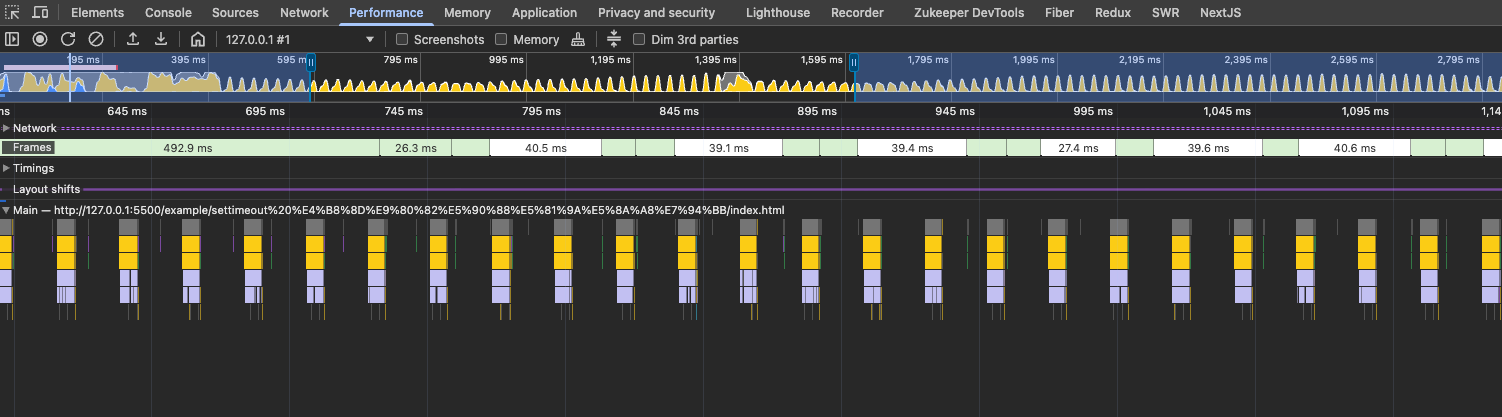 Elements Console Sources Network Performance Memory Application Privacy and security Lighthouse Recorder Zukeeper DevTools Fiber Redux SWR NextJS
127.0.0.1 #1 Screenshots Memory Dim 3rd parties
195 ms 395 ms 595 m 795 ms 995 ms 1,195 ms 1,395 ms 1,595 ms 1,795 ms 1,995 ms 2,195 ms 2,395 ms 2,595 ms 2,795 ms
ns 645 ms 695 ms 745 ms 795 ms 845 ms 895 ms 945 ms 995 ms 1,045 ms 1,095 ms 1,14
Network
Frames 492.9 ms 26.3 ms 40.5 ms 39.1 ms 39.4 ms 27.4 ms 39.6 ms 40.6 ms
Timings
Layout shifts
Main — http://127.0.0.1:5500/example/settimeout%20%E4%B8%8D%E9%80%82%E5%90%88%E5%81%9A%E5%8A%A8%E7%94%BB/index.html